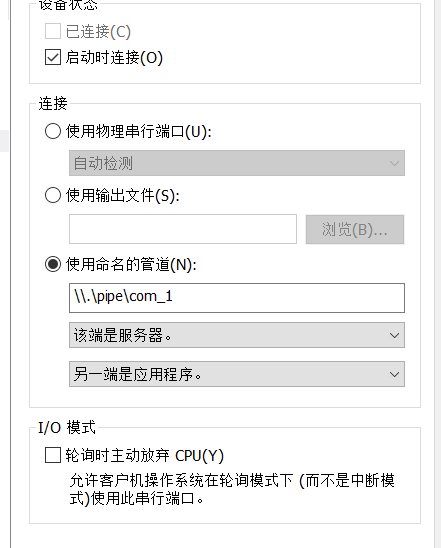 设备状态
已连接(C)
启动时连接(O)
连接
使用物理串行端口(U):
自动检测
使用输出文件(S):
浏览(B)...
使用命名的管道(N):
\\.\pipe\com_1
该端是服务器。
另一端是应用程序。
I/O 模式
轮询时主动放弃 CPU(Y)
允许客户机操作系统在轮询模式下 (而不是中断模
式)使用此串行端口。